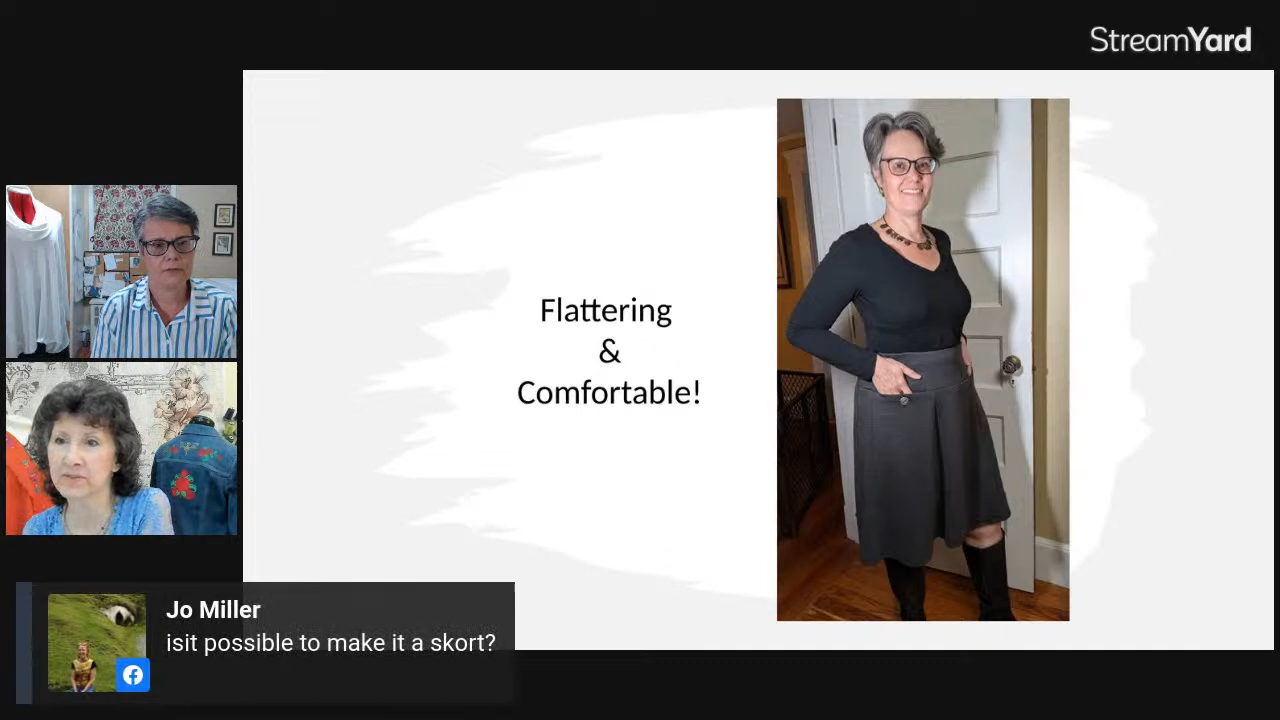 StreamYard
Flattering
&
Comfortable!
Jo Miller
isit possible to make it a skort?